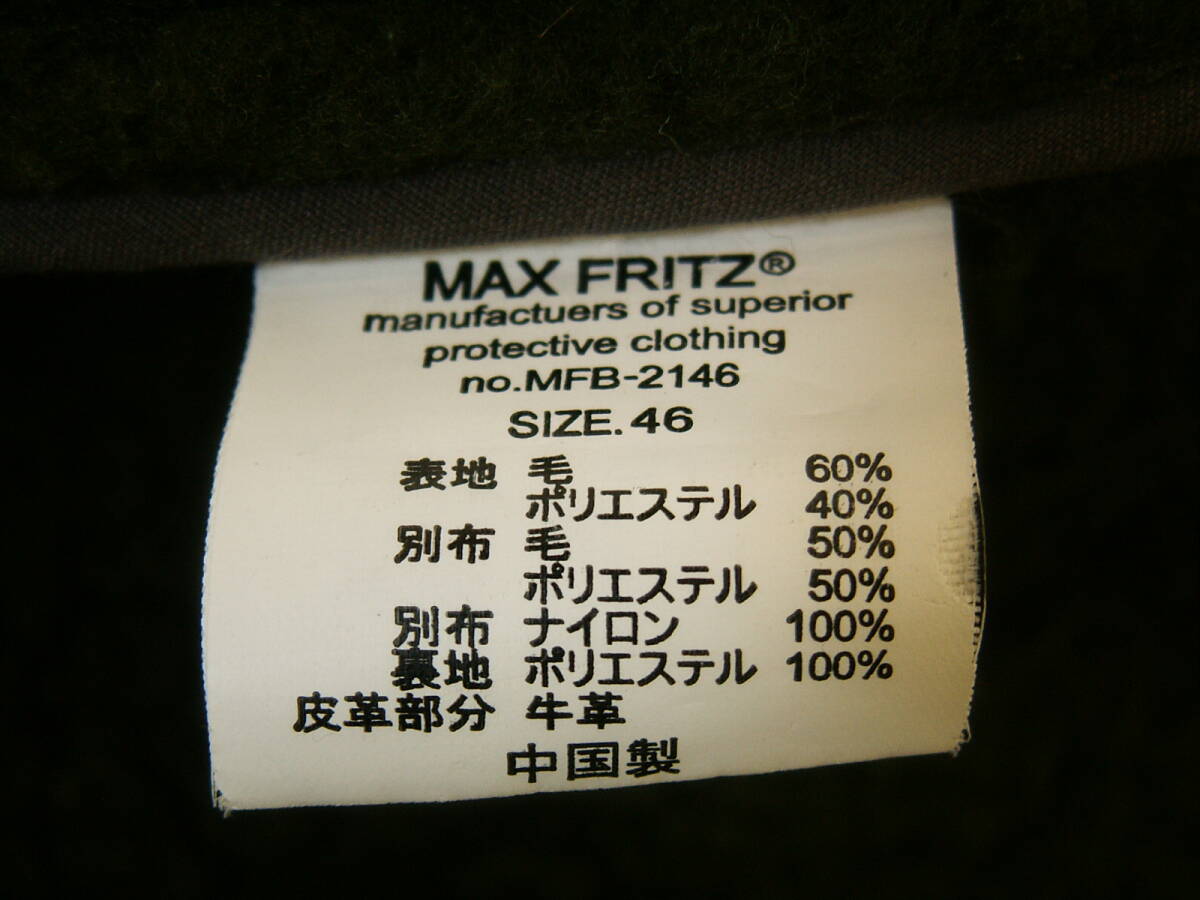 MAX FRITZ®
manufactuers of superior
protective clothing
no.MFB-2146
SIZE.46
表地 毛 60%
ポリエステル 40%
別布 毛 50%
ポリエステル 50%
別布 ナイロン 100%
裏地 ポリエステル 100%
皮革部分 牛革
中国製